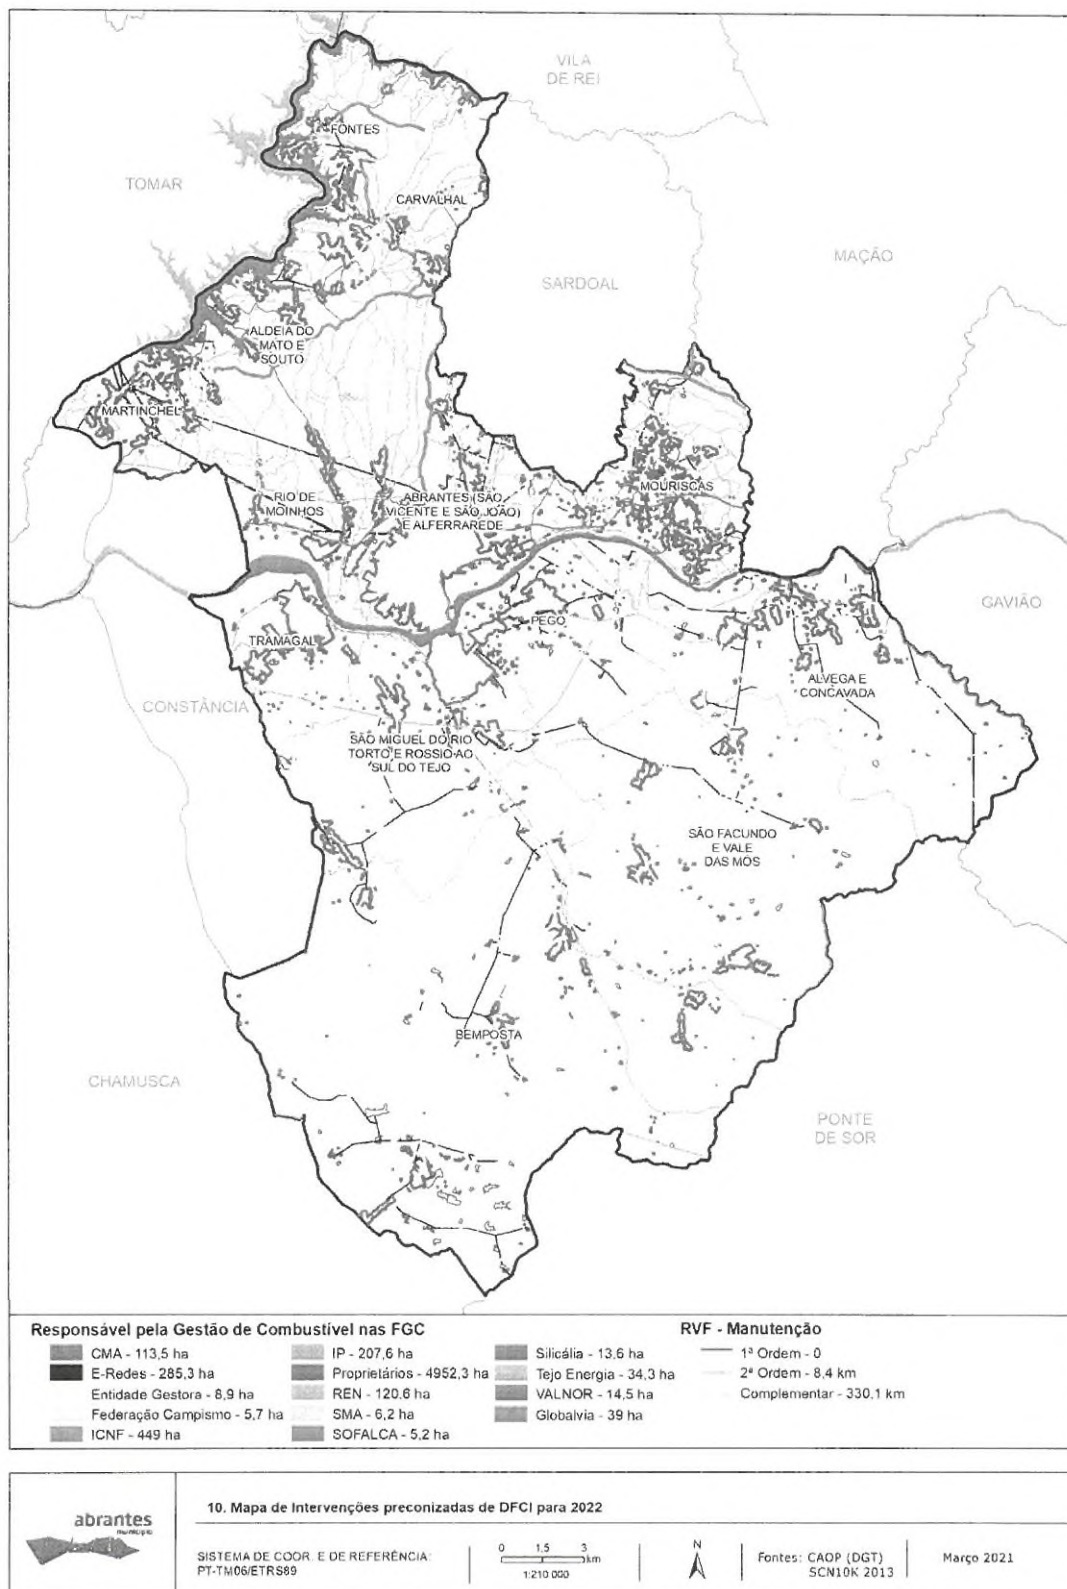 VILA
DE REI
FONTES
TOMAR
CARVALHAL
MAÇÃO
SARDOAL
ALDEIA DO
MATO E
SOUTO
MARTINCHEL
MOURISCAS
RIO DE
MOINHOS
ABRANTES (SÃO
VICENTE E SÃO JOÃO)
E ALFERRAREDE
GAVIÃO
PEGO
TRAMAGAL
ALVEGA E
CONCAVADA
CONSTÂNCIA
SÃO MIGUEL DO RIO
TORTO E ROSSIO AO
SUL DO TEJO
SÃO FACUNDO
E VALE
DAS MÓS
BEMPOSTA
CHAMUSCA
PONTE
DE SOR
Responsável pela Gestão de Combustível nas FGC
CMA - 113,5 ha
E-Redes - 285,3 ha
Entidade Gestora - 8,9 ha
Federação Campismo - 5,7 ha
ICNF - 449 ha
IP - 207,6 ha
Proprietários - 4952,3 ha
REN - 120,6 ha
SMA - 6,2 ha
SOFALCA - 5,2 ha
Silicália - 13,6 ha
Tejo Energia - 34,3 ha
VALNOR - 14,5 ha
Globalvia - 39 ha
RVF - Manutenção
1ª Ordem - 0
2ª Ordem - 8,4 km
Complementar - 330,1 km
abrantes
município
10. Mapa de Intervenções preconizadas de DFCI para 2022
SISTEMA DE COOR. E DE REFERÊNCIA:
PT-TM06/ETRS89
0 1,5 3
km
1:210 000
N
Fontes: CAOP (DGT)
SCN10K 2013
Março 2021